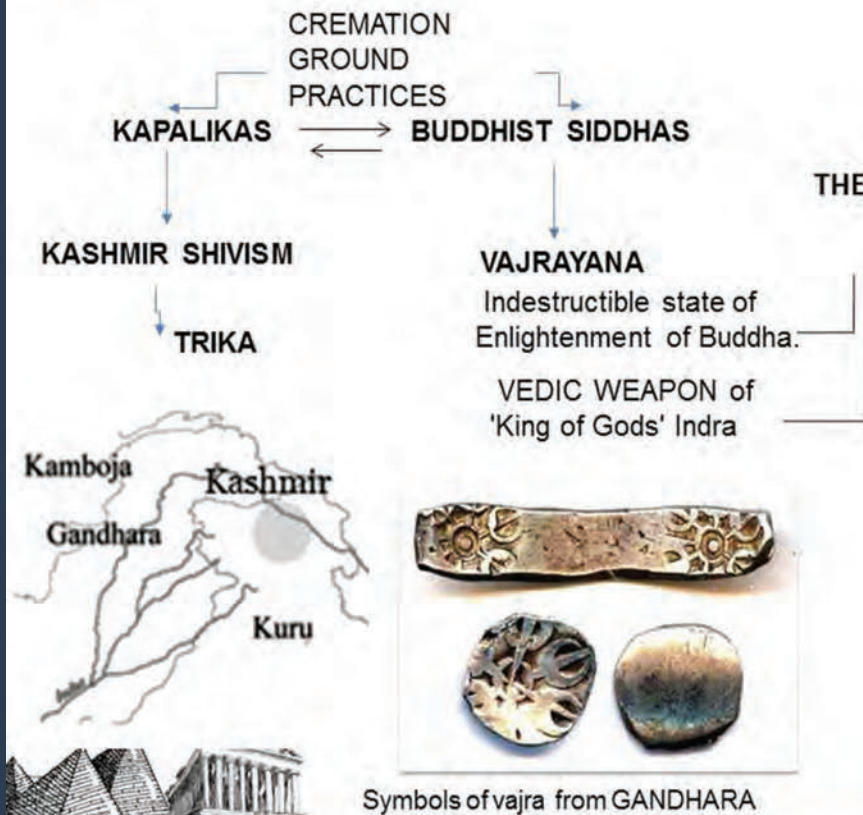 CREMATION
GROUND
PRACTICES
KAPALIKAS
BUDDHIST SIDDHAS
THE
KASHMIR SHIVISM
VAJRAYANA
Indestructible state of
Enlightenment of Buddha.
TRIKA
VEDIC WEAPON of
'King of Gods' Indra
Kamboja
Kashmir
Gandhara
Kuru
Symbols of vajra from GANDHARA